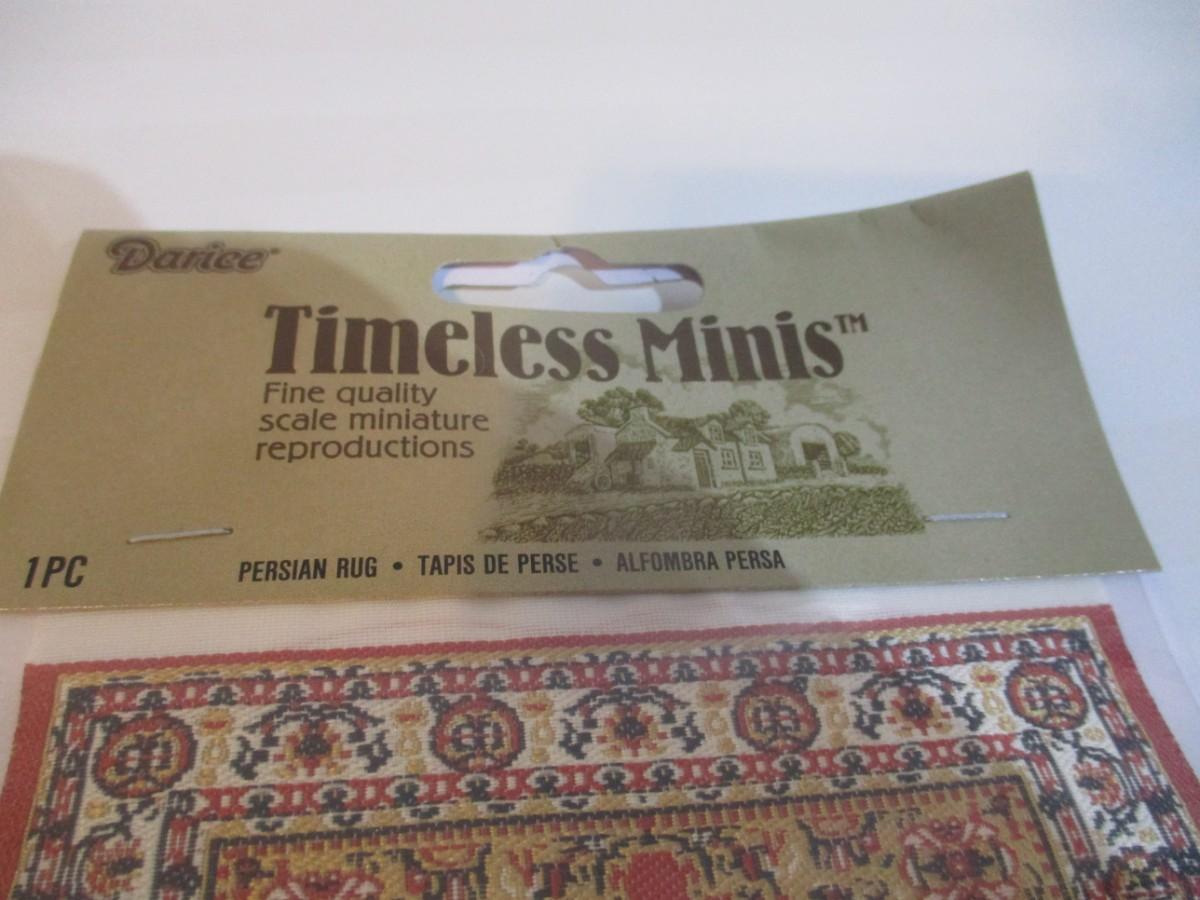 Darice®
Timeless Minis™
Fine quality
scale miniature
reproductions
1PC
PERSIAN RUG • TAPIS DE PERSE • ALFOMBRA PERSA